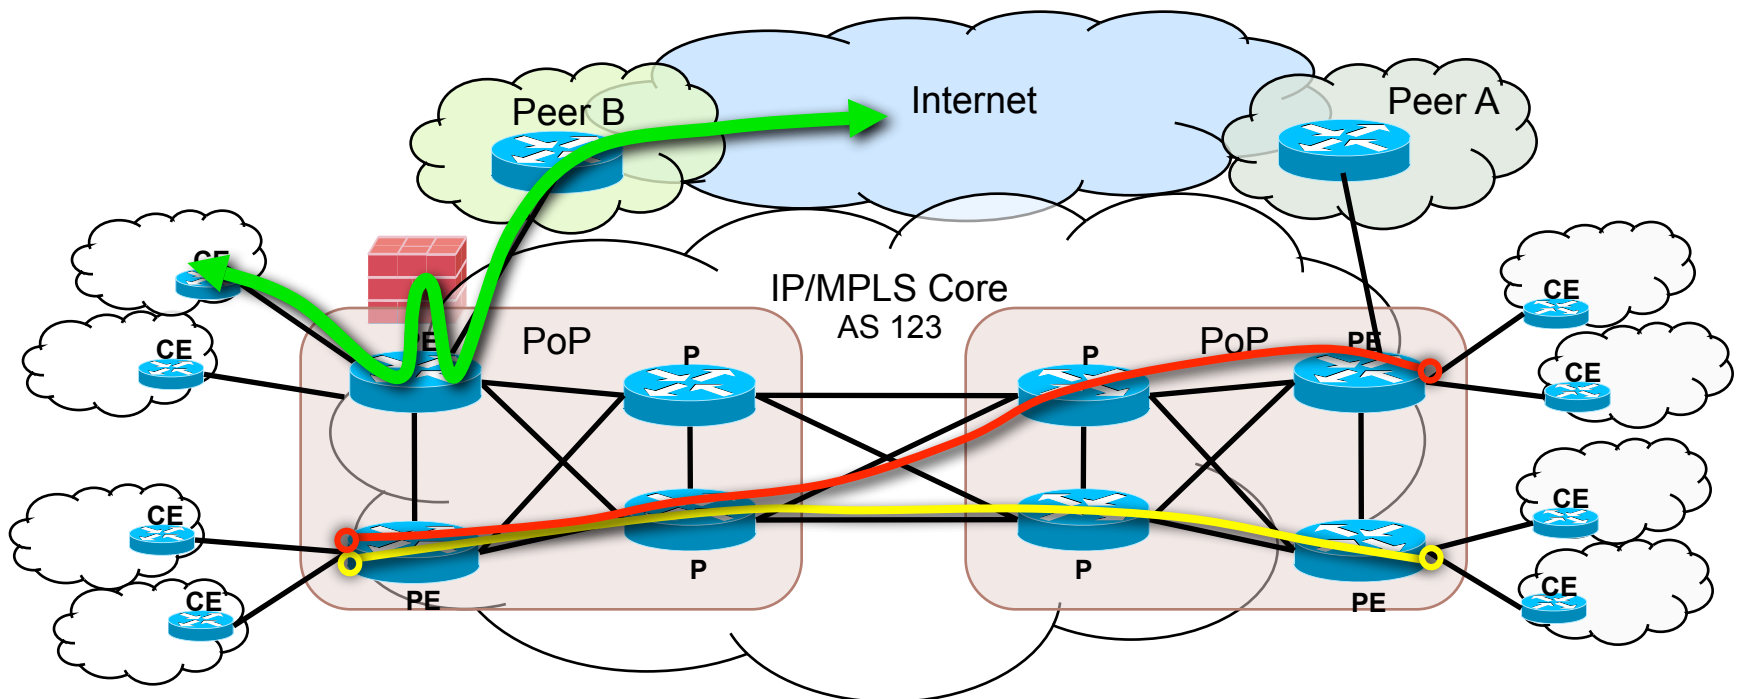 Peer B
Internet
Peer A
IP/MPLS Core
AS 123
CE
CE
CE
CE
PoP
PoP
PE
P
P
PE
CE
CE
CE
CE
P
P
PE
PE